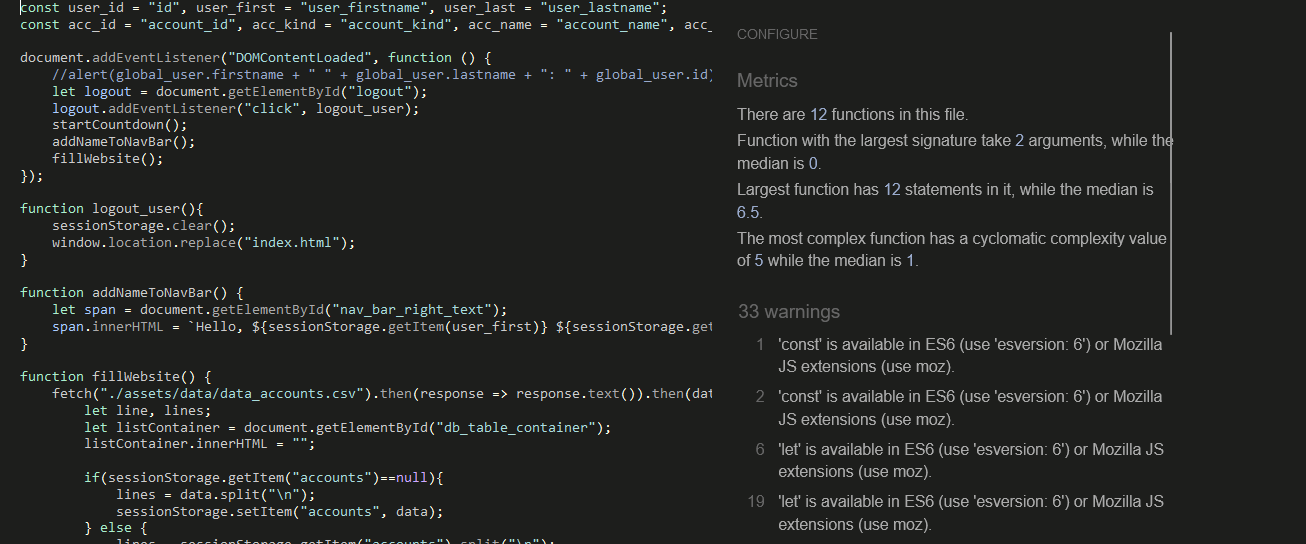 const user_id = "id", user_first = "user_firstname", user_last = "user_lastname";
const acc_id = "account_id", acc_kind = "account_kind", acc_name = "account_name", acc_
document.addEventListener("DOMContentLoaded", function () {
//alert(global_user.firstname + " " + global_user.lastname + ": " + global_user.id)
let logout = document.getElementById("logout");
logout.addEventListener("click", logout_user);
startCountdown();
addNameToNavBar();
fillWebsite();
});
function logout_user(){
sessionStorage.clear();
window.location.replace("index.html");
}
function addNameToNavBar() {
let span = document.getElementById("nav_bar_right_text");
span.innerHTML = `Hello, ${sessionStorage.getItem(user_first)} ${sessionStorage.get
}
function fillWebsite() {
fetch("./assets/data/data_accounts.csv").then(response => response.text()).then(dat
let line, lines;
let listContainer = document.getElementById("db_table_container");
listContainer.innerHTML = "";
if(sessionStorage.getItem("accounts")==null){
lines = data.split("\n");
sessionStorage.setItem("accounts", data);
} else {
lines = sessionStorage.getItem("accounts").split("\n");
CONFIGURE
Metrics
There are 12 functions in this file.
Function with the largest signature take 2 arguments, while the
median is 0.
Largest function has 12 statements in it, while the median is
6.5.
The most complex function has a cyclomatic complexity value
of 5 while the median is 1.
33 warnings
1 'const' is available in ES6 (use 'esversion: 6') or Mozilla
JS extensions (use moz).
2 'const' is available in ES6 (use 'esversion: 6') or Mozilla
JS extensions (use moz).
6 'let' is available in ES6 (use 'esversion: 6') or Mozilla JS
extensions (use moz).
19 'let' is available in ES6 (use 'esversion: 6') or Mozilla JS
extensions (use moz).